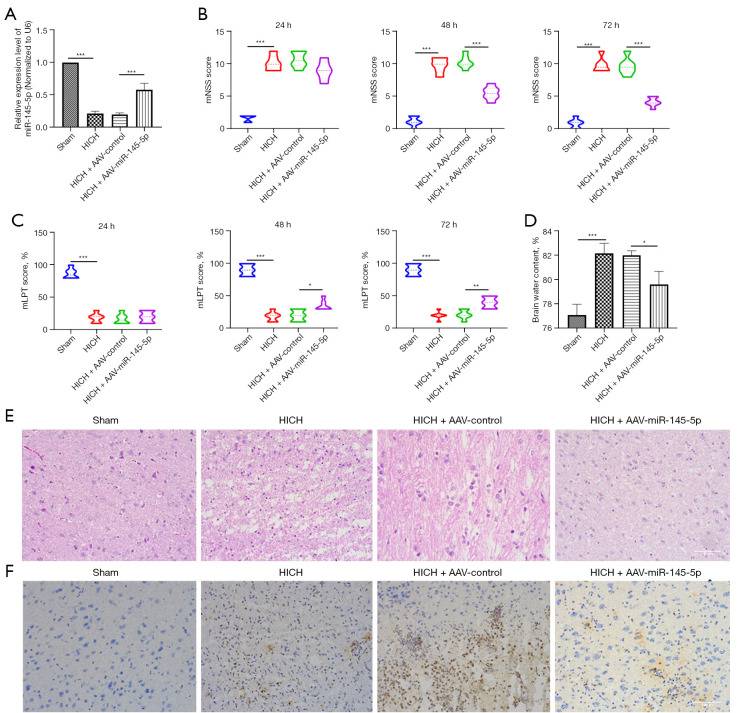 A
Relative expression level of
miR-145-5p (Normalized to U6)
1.5
1.0
0.5
0.0
***
***
Sham
HICH
HICH + AAV-control
HICH + AAV-miR-145-5p
B
24 h
mNSS score
15
10
5
0
***
Sham
HICH
HICH + AAV-control
HICH + AAV-miR-145-5p
48 h
mNSS score
15
10
5
0
***
***
Sham
HICH
HICH + AAV-control
HICH + AAV-miR-145-5p
72 h
mNSS score
15
10
5
0
***
***
Sham
HICH
HICH + AAV-control
HICH + AAV-miR-145-5p
C
24 h
mLPT score, %
150
100
50
0
***
Sham
HICH
HICH + AAV-control
HICH + AAV-miR-145-5p
48 h
mLPT score, %
150
100
50
0
***
*
Sham
HICH
HICH + AAV-control
HICH + AAV-miR-145-5p
72 h
mLPT score, %
150
100
50
0
***
**
Sham
HICH
HICH + AAV-control
HICH + AAV-miR-145-5p
D
Brain water content, %
84
82
80
78
76
***
*
Sham
HICH
HICH + AAV-control
HICH + AAV-miR-145-5p
E
Sham
HICH
HICH + AAV-control
HICH + AAV-miR-145-5p
F
Sham
HICH
HICH + AAV-control
HICH + AAV-miR-145-5p